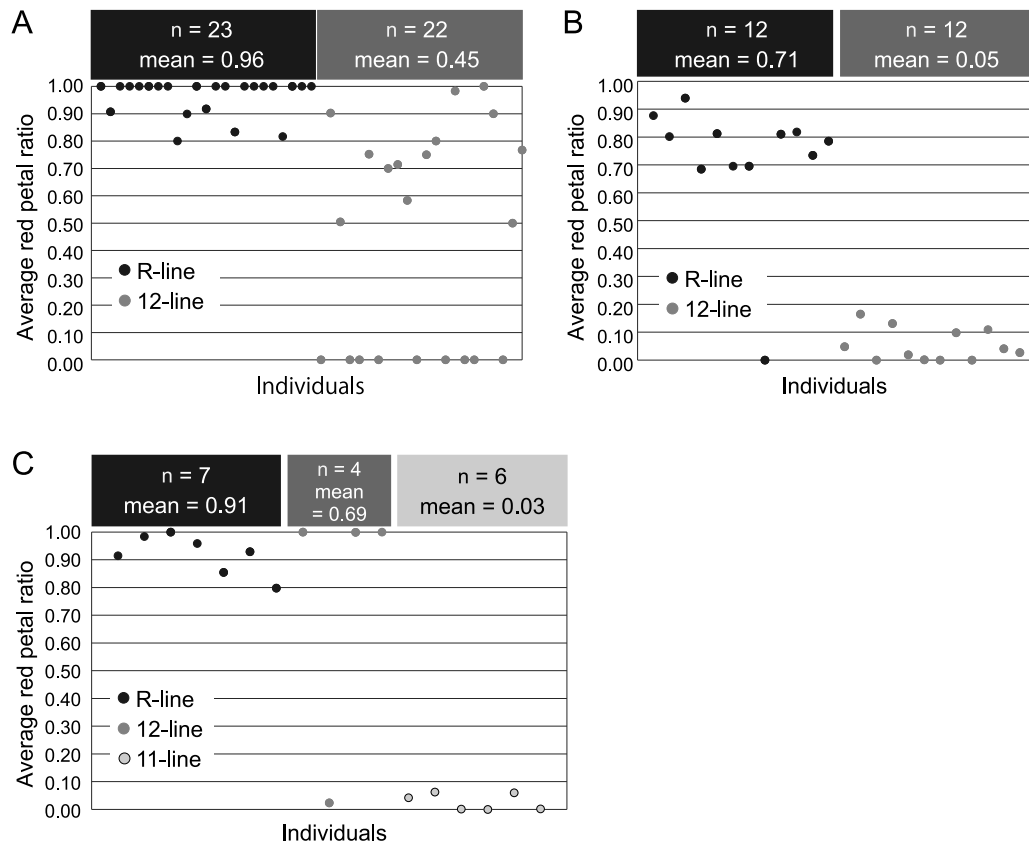 A
n = 23
mean = 0.96
n = 22
mean = 0.45
Average red petal ratio
1.00
0.90
0.80
0.70
0.60
0.50
0.40
0.30
0.20
0.10
0.00
R-line
12-line
Individuals
B
n = 12
mean = 0.71
n = 12
mean = 0.05
Average red petal ratio
1.00
0.90
0.80
0.70
0.60
0.50
0.40
0.30
0.20
0.10
0.00
R-line
12-line
Individuals
C
n = 7
mean = 0.91
n = 4
mean
= 0.69
n = 6
mean = 0.03
Average red petal ratio
1.00
0.90
0.80
0.70
0.60
0.50
0.40
0.30
0.20
0.10
0.00
R-line
12-line
11-line
Individuals